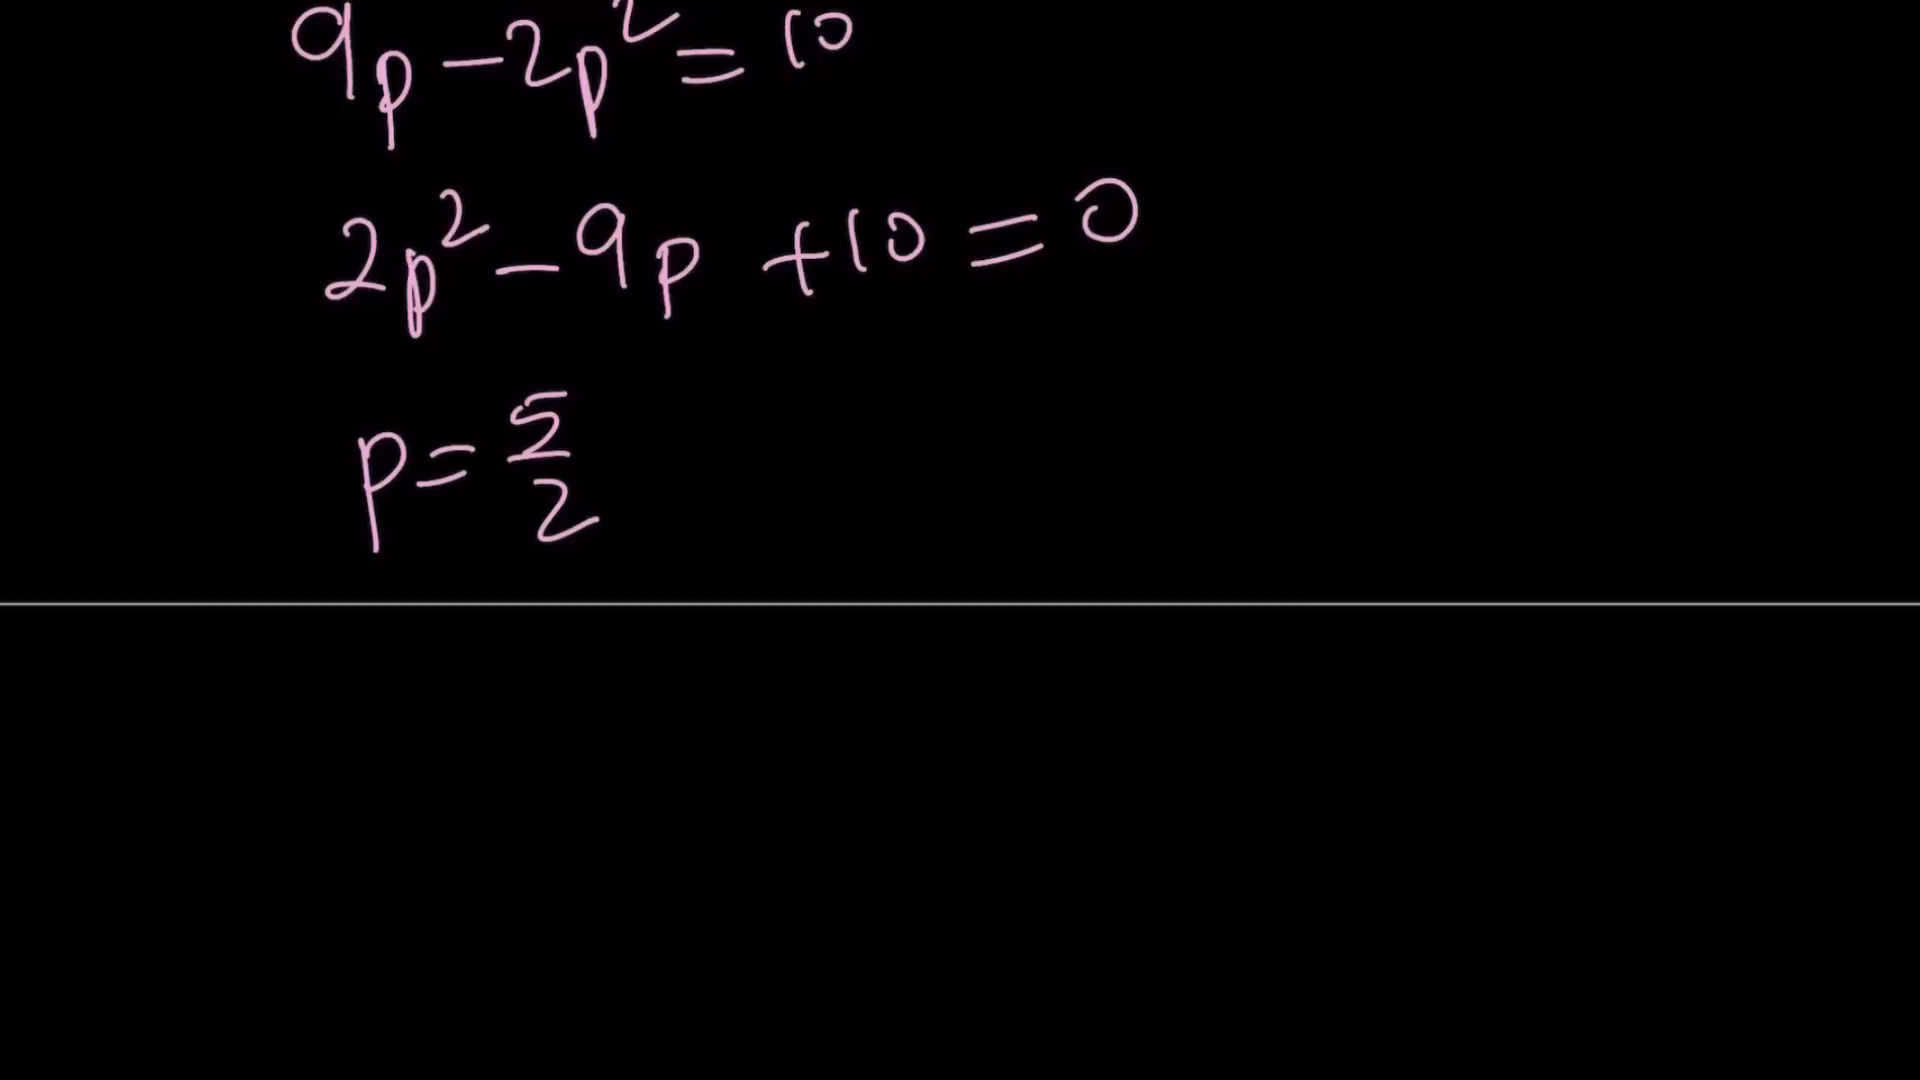 9p - 2p² = 10
2p² - 9p + 10 = 0
p = 5/2